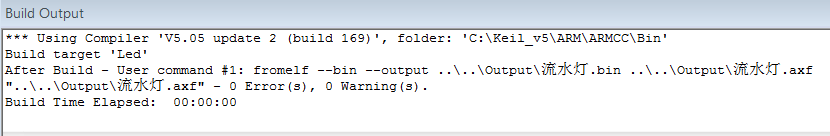 Build Output
*** Using Compiler 'V5.05 update 2 (build 169)', folder: 'C:\Keil_v5\ARM\ARMCC\Bin'
Build target 'Led'
After Build - User command #1: fromelf --bin --output ..\..\Output\流水灯.bin ..\..\Output\流水灯.axf
"..\..\Output\流水灯.axf" - 0 Error(s), 0 Warning(s).
Build Time Elapsed:  00:00:00